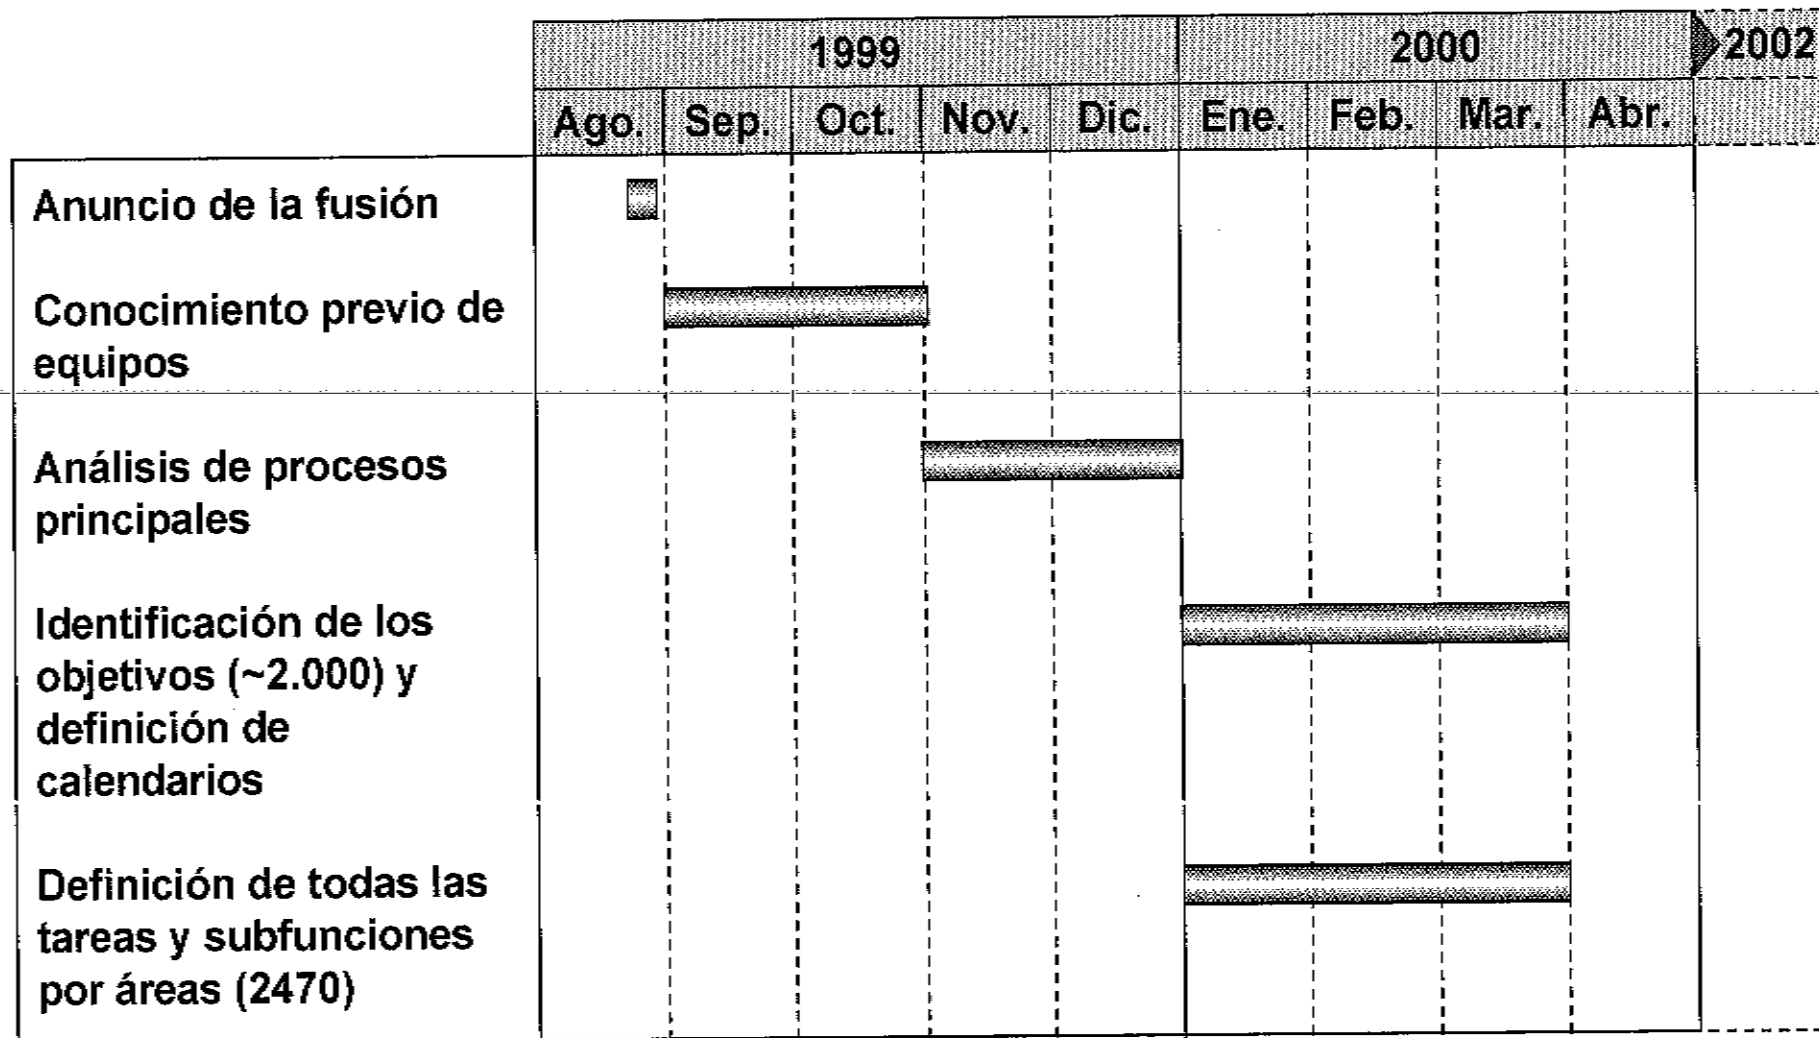 1999 2000 2002
Ago. Sep. Oct. Nov. Dic. Ene. Feb. Mar. Abr.
Anuncio de la fusión
Conocimiento previo de
equipos
Análisis de procesos
principales
Identificación de los
objetivos (~2.000) y
definición de
calendarios
Definición de todas las
tareas y subfunciones
por áreas (2470)